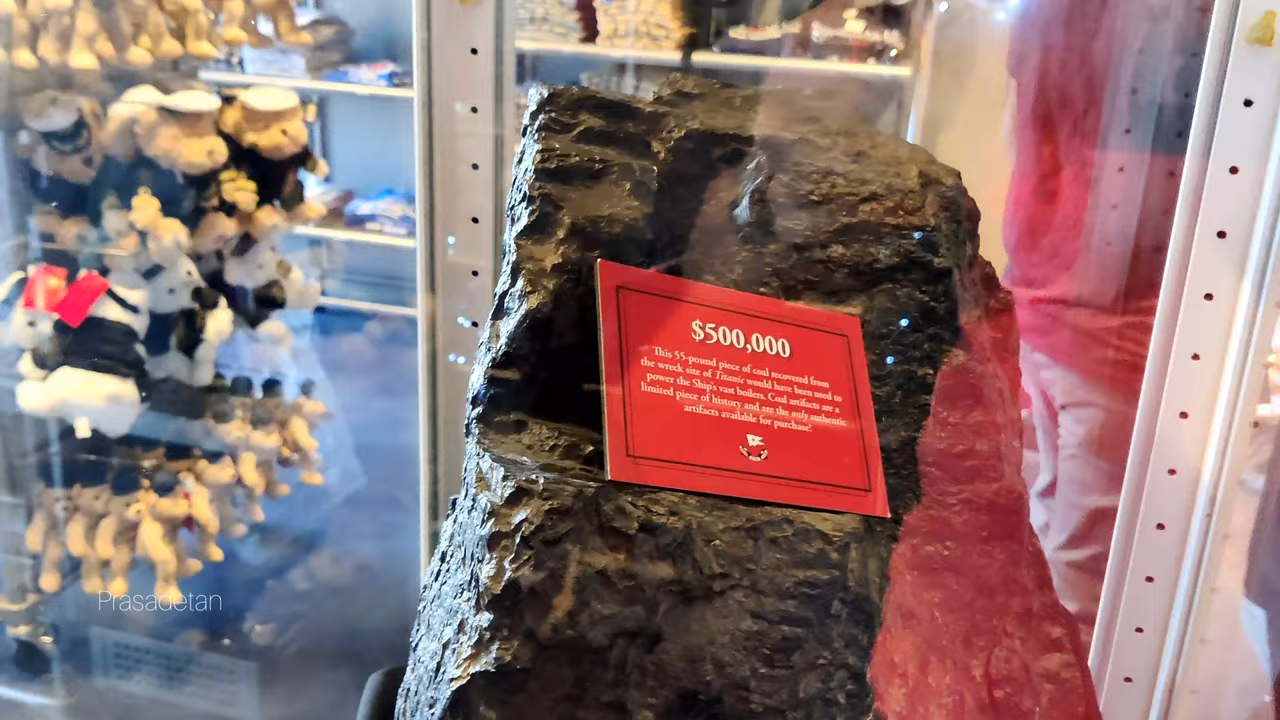 $500,000
This 55-pound piece of coal recovered from
the wreck site of Titanic would have been used to
power the Ship's vast boilers. Coal artifacts are a
limited piece of history and are the only authentic
artifacts available for purchase!
Prasadetan